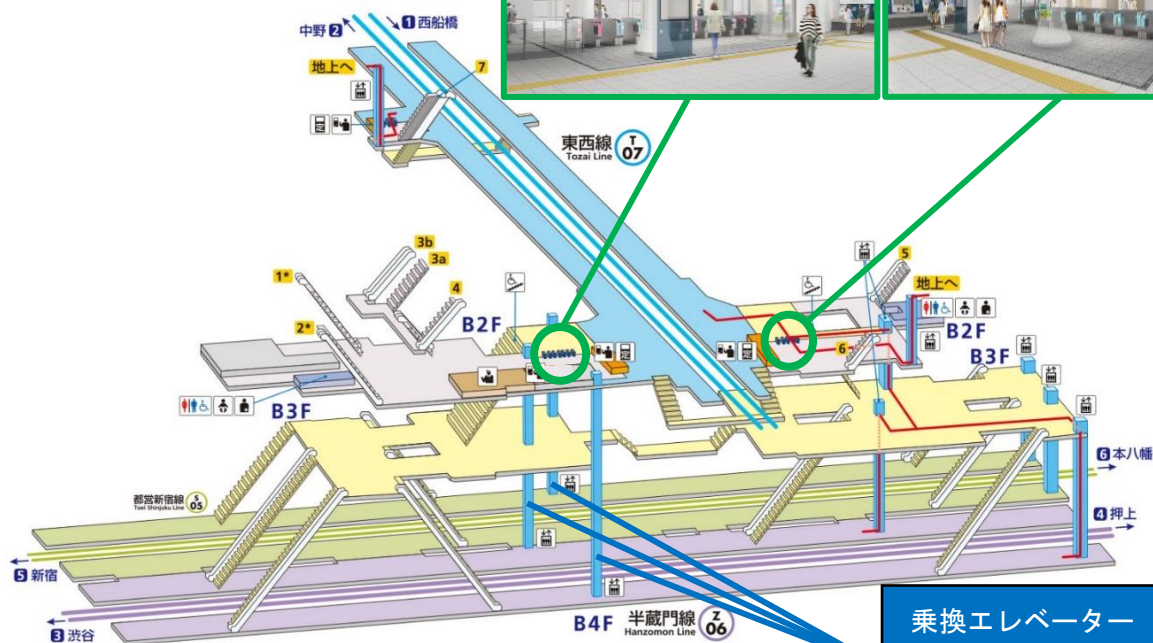 中野 2
1 西船橋
地上へ
7
東西線 T 07
Tozai Line
3b
3a
1*
4
2*
B2F
5
地上へ
B2F
6
B3F
B3F
6 本八幡
都営新宿線 S 05
Toei Shinjuku Line
4 押上
5 新宿
3 渋谷
B4F
半蔵門線 Z 06
Hanzomon Line
乗換エレベーター